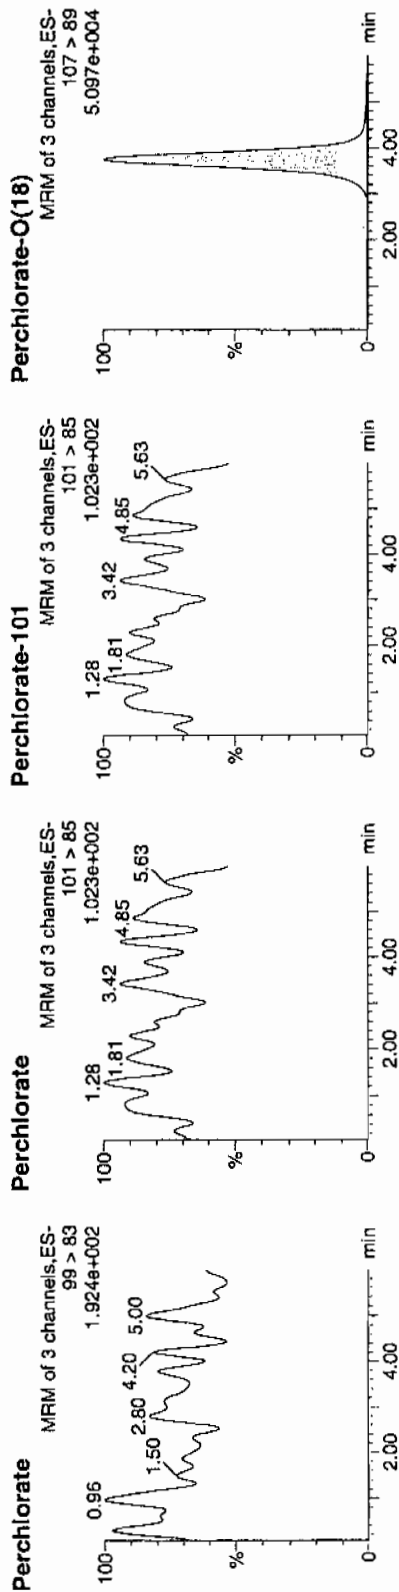 Perchlorate
MRM of 3 channels,ES-
99 > 83
1.924e+002
100
%
0
0.96
1.50
2.80
4.20
5.00
2.00
4.00
min
Perchlorate
MRM of 3 channels,ES-
101 > 85
1.023e+002
100
%
0
1.28
1.81
3.42
4.85
5.63
2.00
4.00
min
Perchlorate-101
MRM of 3 channels,ES-
101 > 85
1.023e+002
100
%
0
1.28
1.81
3.42
4.85
5.63
2.00
4.00
min
Perchlorate-O(18)
MRM of 3 channels,ES-
107 > 89
5.097e+004
100
%
0
2.00
4.00
min